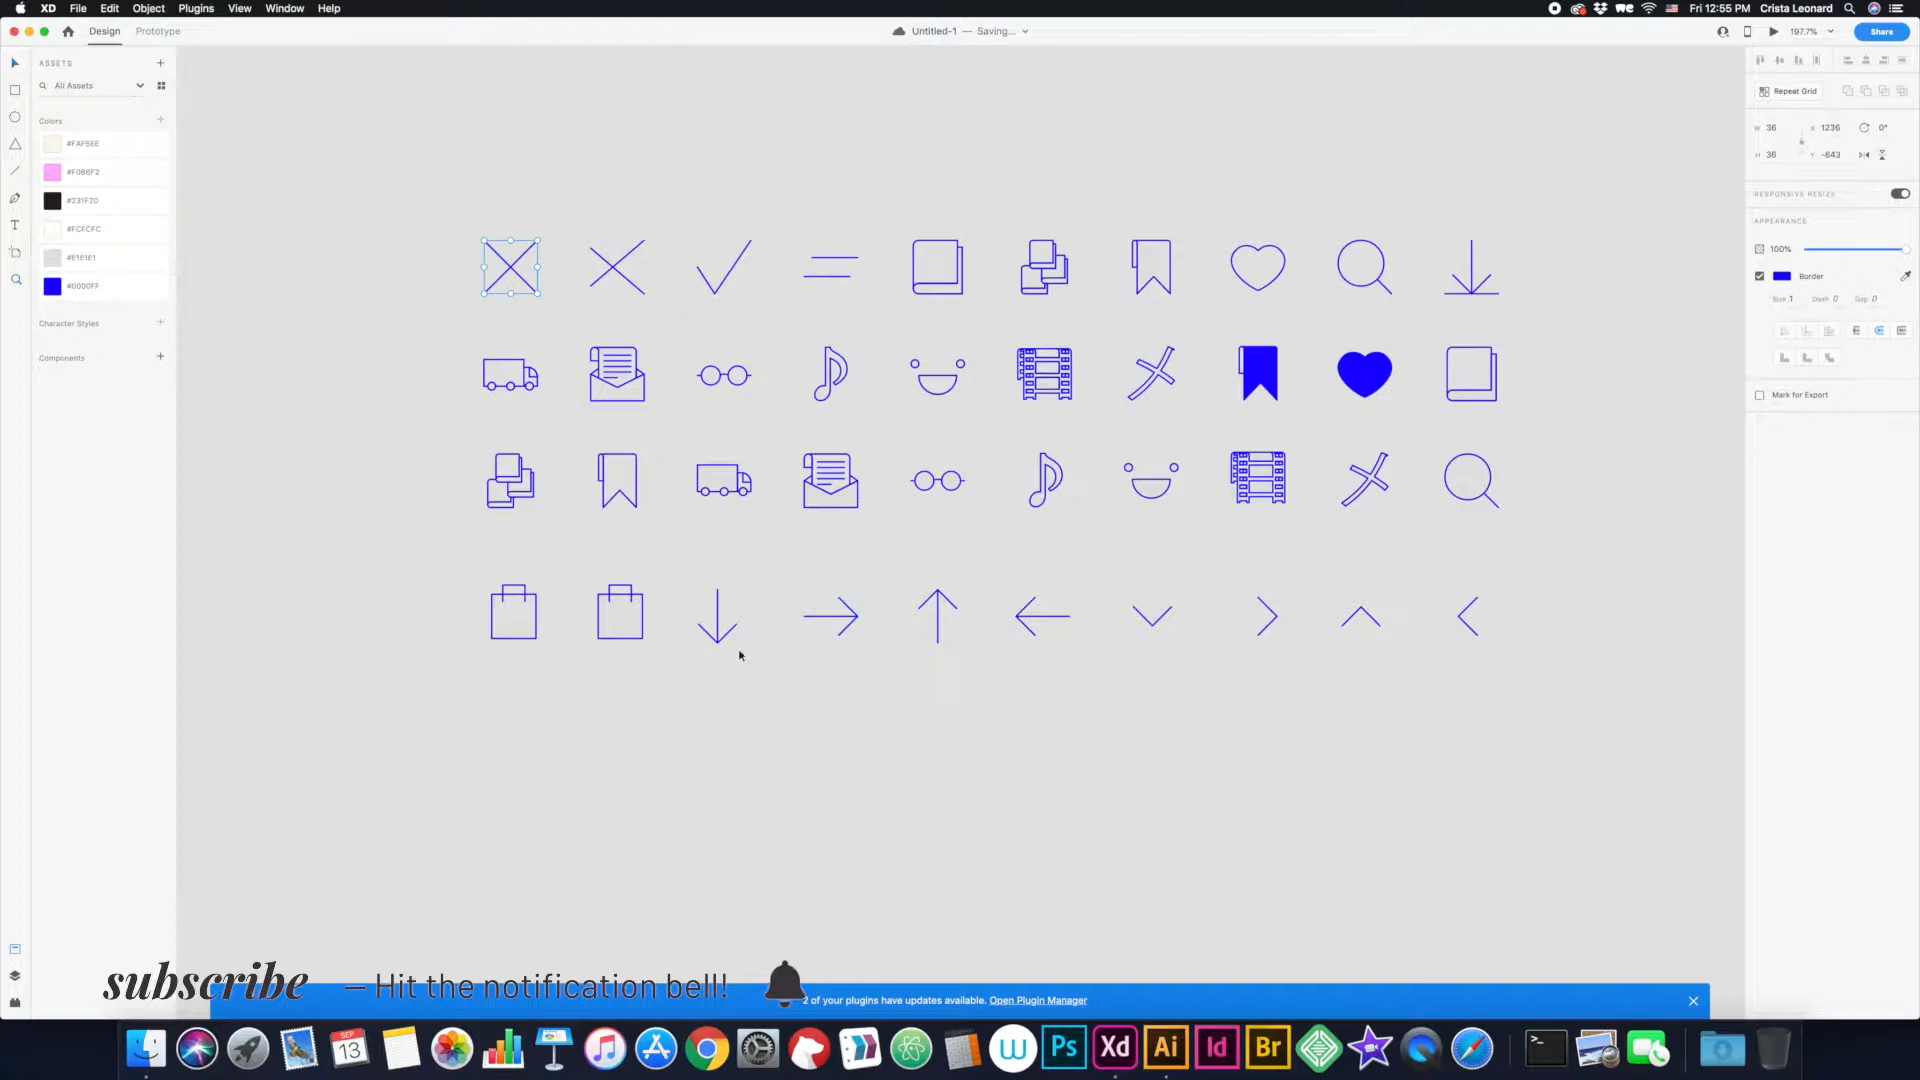 XD File Edit Object Plugins View Window Help
Fri 12:55 PM Crista Leonard
Design Prototype
Untitled-1 — Saving...
197.7%
Share
ASSETS
All Assets
Colors
#FAF5EE
#F0B6F2
#231F20
#FCFCFC
#E1E1E1
#0000FF
Character Styles
Components
Repeat Grid
W 36 X 1236 0°
H 36 Y -643
RESPONSIVE RESIZE
APPEARANCE
100%
Border
Size 1 Dash 0 Gap 0
Mark for Export
subscribe — Hit the notification bell!
2 of your plugins have updates available. Open Plugin Manager
SEP
13
Ps Xd Ai Id Br